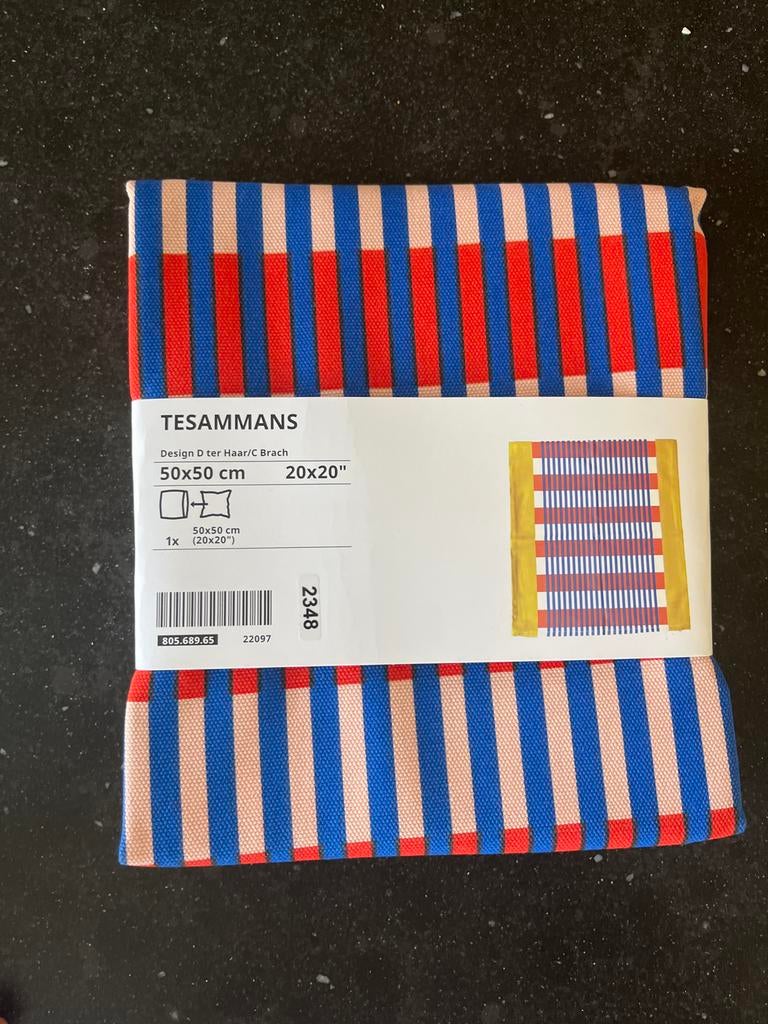 TESAMMANS
Design D ter Haar/C Brach
50x50 cm 20x20"
1x 50x50 cm
(20x20")
2348
805.689.65 22097